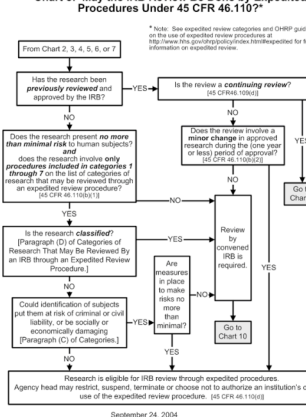 Chart 8: May the IRB Review Be Done by Expedited
Procedures Under 45 CFR 46.110?*
* Note: See expedited review categories and OHRP guid
on the use of expedited review procedures at
http://www.hhs.gov/ohrp/policy/index.html#expedited for f
information on expedited review.
From Chart 2, 3, 4, 5, 6, or 7
Has the research been
previously reviewed and
approved by the IRB?
YES
Is the review a continuing review?
[45 CFR46.109(d)]
NO
NO
YES
Does the research present no more
than minimal risk to human subjects?
and
does the research involve only
procedures included in categories 1
through 7 on the list of categories of
research that may be reviewed through
an expedited review procedure?
[45 CFR 46.110(b)(1)]
Does the review involve a
minor change in approved
research during the (one year
or less) period of approval?
[45 CFR 46.110(b)(2)]
NO
NO
YES
Go to
Char
Is the research classified?
[Paragraph (D) of Categories of
Research That May Be Reviewed By
an IRB through an Expedited Review
Procedure.]
YES
Review
by
convened
IRB is
required.
YES
NO
Are
measures
in place
to make
risks no
more
than
minimal?
NO
Could identification of subjects
put them at risk of criminal or civil
liability, or be socially or
economically damaging
[Paragraph (C) of Categories.]
YES
Go to
Chart 10
NO
YES
Research is eligible for IRB review through expedited procedures.
Agency head may restrict, suspend, terminate or choose not to authorize an institution's o
use of the expedited review procedure. [45 CFR 46.110(d)]
September 24, 2004